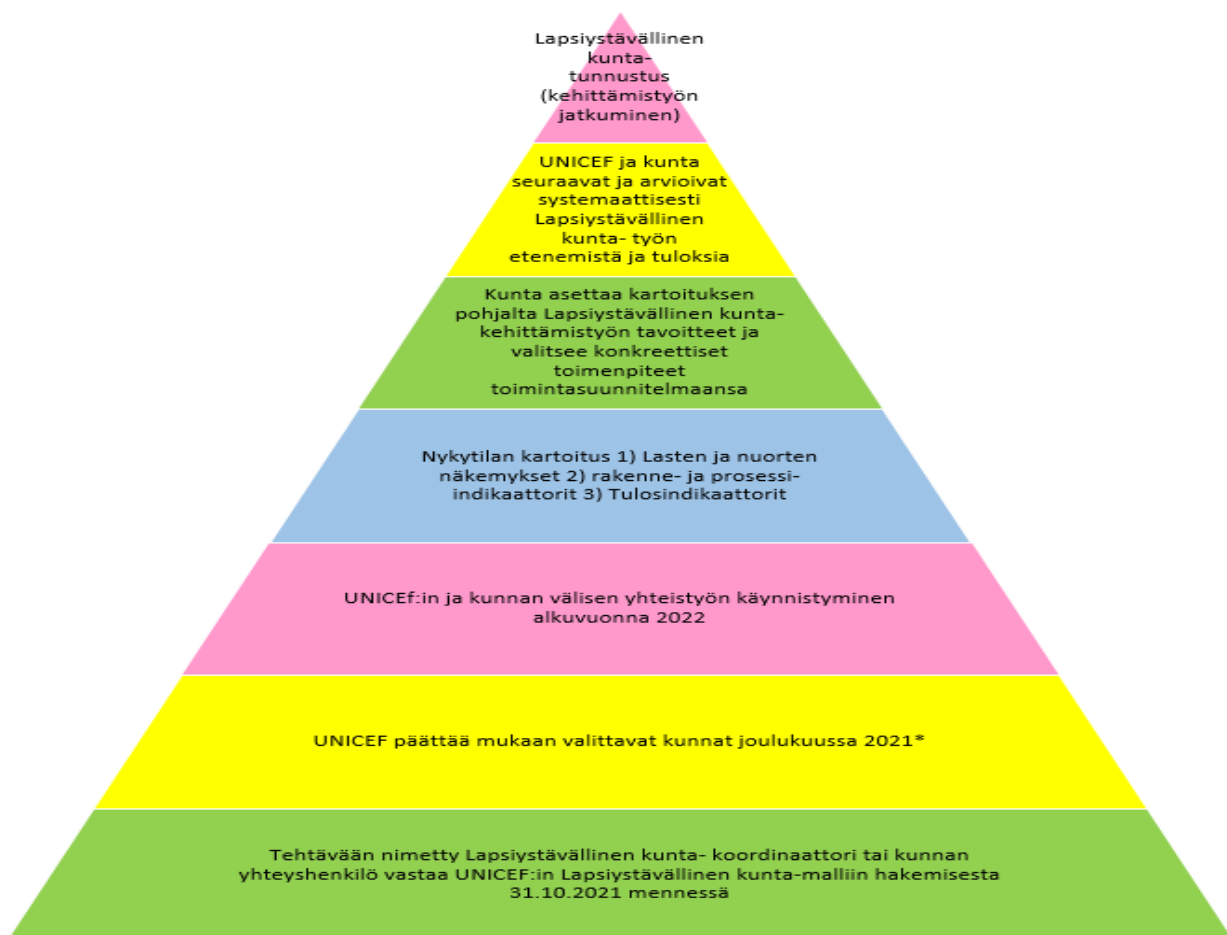 Lapsiystävällinen
kunta-
tunnustus
(kehittämistyön
jatkuminen)
UNICEF ja kunta
seuraavat ja arvioivat
systemaattisesti
Lapsiystävällinen
kunta- työn
etenemistä ja tuloksia
Kunta asettaa kartoituksen
pohjalta Lapsiystävällinen kunta-
kehittämistyön tavoitteet ja
valitsee konkreettiset
toimenpiteet
toimintasuunnitelmaansa
Nykytilan kartoitus 1) Lasten ja nuorten
näkemykset 2) rakenne- ja prosessi-
indikaattorit 3) Tulosindikaattorit
UNICEf:in ja kunnan välisen yhteistyön käynnistyminen
alkuvuonna 2022
UNICEF päättää mukaan valittavat kunnat joulukuussa 2021*
Tehtävään nimetty Lapsiystävällinen kunta- koordinaattori tai kunnan
yhteyshenkilö vastaa UNICEF:in Lapsiystävällinen kunta-malliin hakemisesta
31.10.2021 mennessä